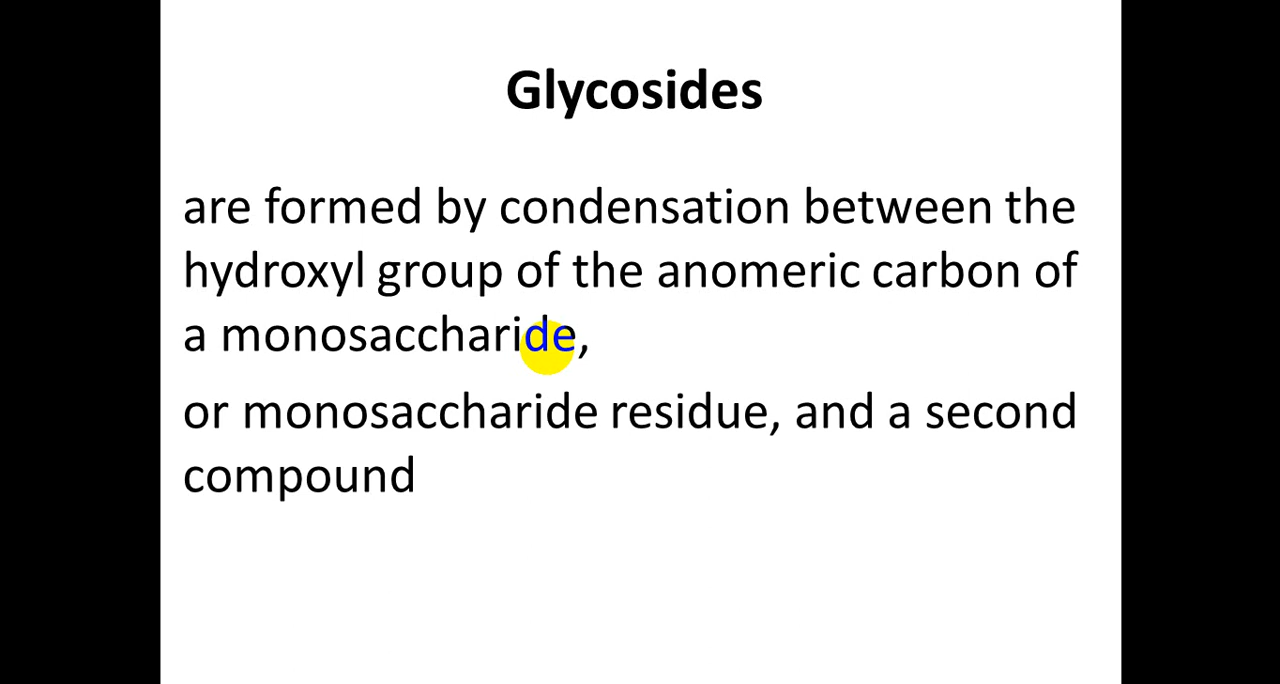 Glycosides
are formed by condensation between the
hydroxyl group of the anomeric carbon of
a monosaccharide,
or monosaccharide residue, and a second
compound